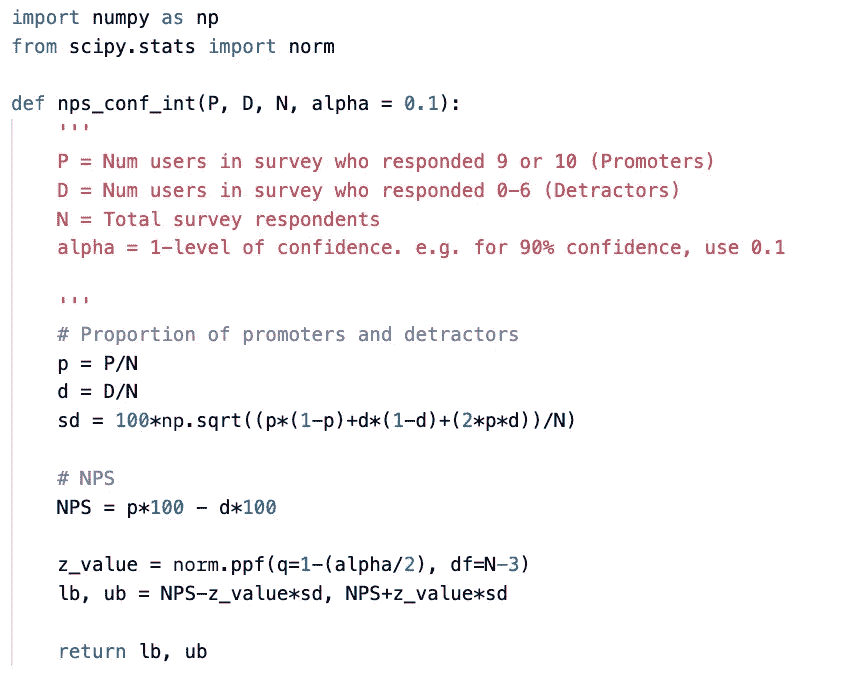 import numpy as np
from scipy.stats import norm
def nps_conf_int(P, D, N, alpha = 0.1):
'''
P = Num users in survey who responded 9 or 10 (Promoters)
D = Num users in survey who responded 0-6 (Detractors)
N = Total survey respondents
alpha = 1-level of confidence. e.g. for 90% confidence, use 0.1
'''
# Proportion of promoters and detractors
p = P/N
d = D/N
sd = 100*np.sqrt((p*(1-p)+d*(1-d)+(2*p*d))/N)
# NPS
NPS = p*100 - d*100
z_value = norm.ppf(q=1-(alpha/2), df=N-3)
lb, ub = NPS-z_value*sd, NPS+z_value*sd
return lb, ub